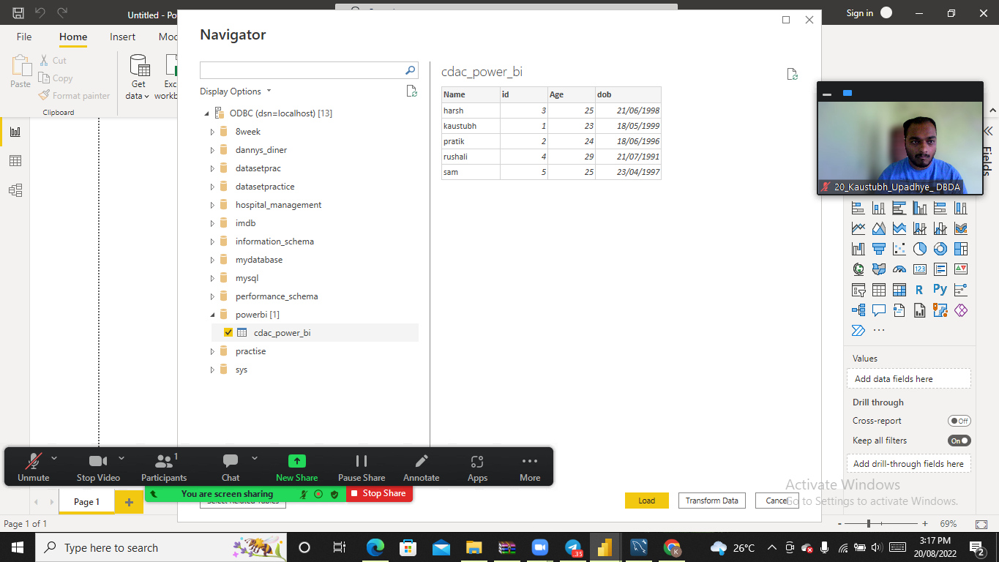 Untitled - Po
Sign in
File
Home
Insert
Mod
Paste
Cut
Copy
Format painter
Clipboard
Get
data
Exc
workb
Navigator
Display Options
ODBC (dsn=localhost) [13]
8week
dannys_diner
datasetprac
datasetpractice
hospital_management
imdb
information_schema
mydatabase
mysql
performance_schema
powerbi [1]
cdac_power_bi
practise
sys
cdac_power_bi
Name id Age dob
harsh 3 25 21/06/1998
kaustubh 1 23 18/05/1999
pratik 2 24 18/06/1996
rushali 4 29 21/07/1991
sam 5 25 23/04/1997
20_Kaustubh_Upadhye_ DBDA
Fields
123
R
Py
Values
Add data fields here
Drill through
Cross-report
Off
Keep all filters
On
Add drill-through fields here
Unmute
Stop Video
1
Participants
Chat
New Share
Pause Share
Annotate
Apps
More
You are screen sharing
Stop Share
Select Related Tables
Load
Transform Data
Cancel
Activate Windows
Go to Settings to activate Windows.
Page 1
Page 1 of 1
- + 69%
Type here to search
.35
K
26°C
3:17 PM
20/08/2022
2